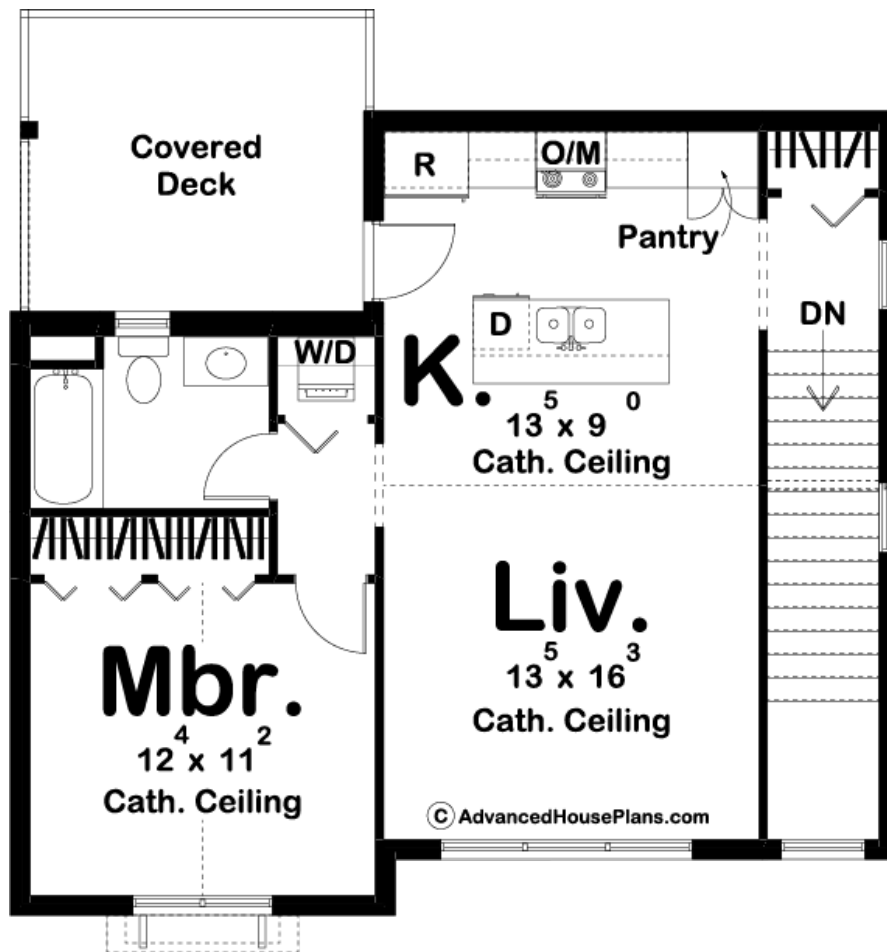 Covered
Deck
R
O/M
Pantry
DN
D
W/D
K.
13⁵ x 9⁰
Cath. Ceiling
Liv.
13⁵ x 16³
Cath. Ceiling
Mbr.
12⁴ x 11²
Cath. Ceiling
© AdvancedHousePlans.com